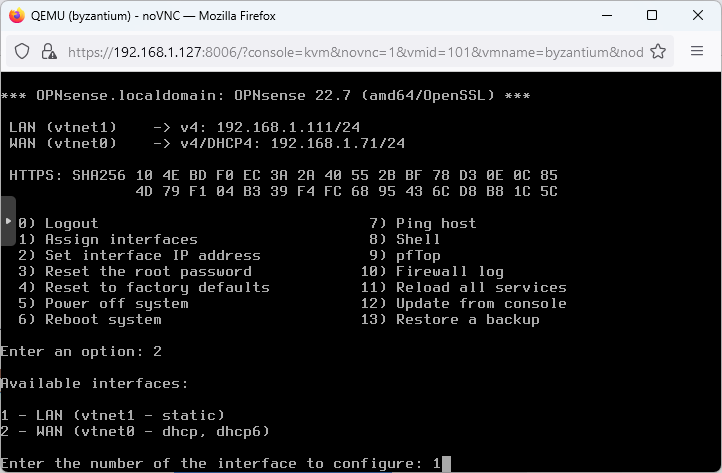 QEMU (byzantium) - noVNC — Mozilla Firefox
https://192.168.1.127:8006/?console=kvm&novnc=1&vmid=101&vmname=byzantium&nod
*** OPNsense.localdomain: OPNsense 22.7 (amd64/OpenSSL) ***
LAN (vtnet1)    -> v4: 192.168.1.111/24
WAN (vtnet0)    -> v4/DHCP4: 192.168.1.71/24
HTTPS: SHA256 10 4E BD F0 EC 3A 2A 40 55 2B BF 78 D3 0E 0C 85
4D 79 F1 04 B3 39 F4 FC 68 95 43 6C D8 B8 1C 5C
0) Logout                              7) Ping host
1) Assign interfaces                   8) Shell
2) Set interface IP address            9) pfTop
3) Reset the root password            10) Firewall log
4) Reset to factory defaults          11) Reload all services
5) Power off system                   12) Update from console
6) Reboot system                      13) Restore a backup
Enter an option: 2
Available interfaces:
1 - LAN (vtnet1 - static)
2 - WAN (vtnet0 - dhcp, dhcp6)
Enter the number of the interface to configure: 1